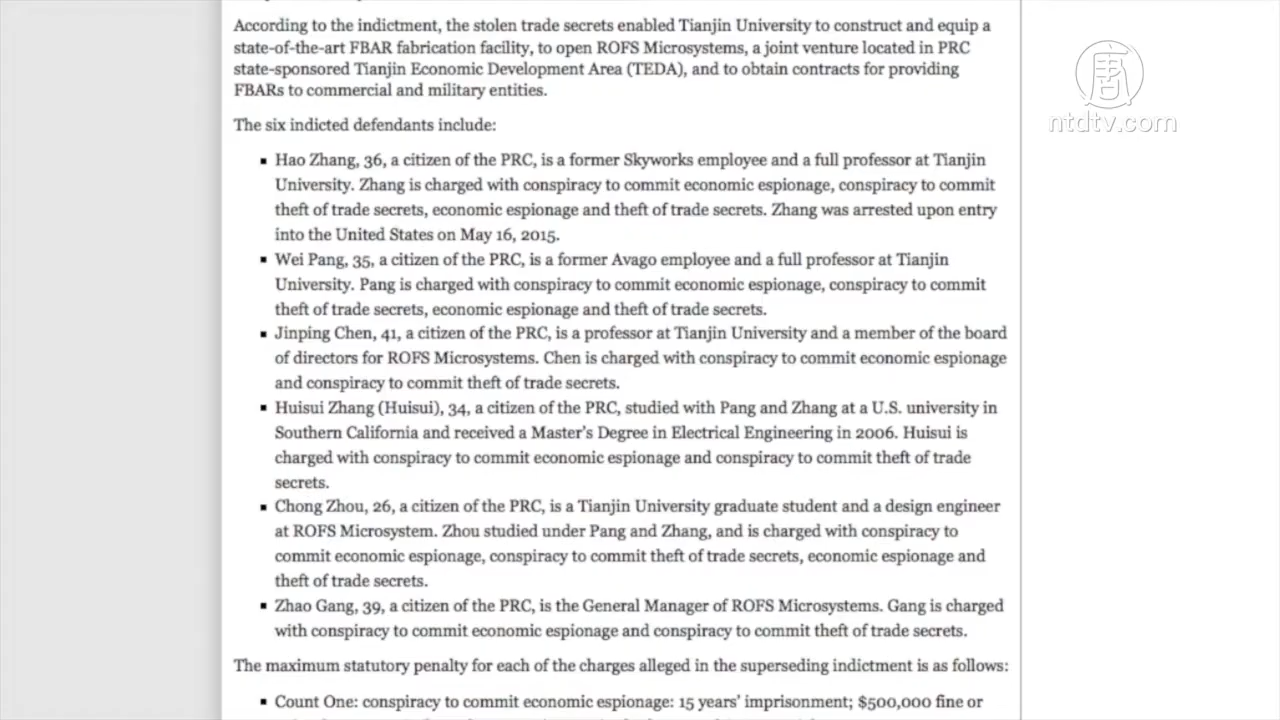 According to the indictment, the stolen trade secrets enabled Tianjin University to construct and equip a
state-of-the-art FBAR fabrication facility, to open ROFS Microsystems, a joint venture located in PRC
state-sponsored Tianjin Economic Development Area (TEDA), and to obtain contracts for providing
FBARs to commercial and military entities.
The six indicted defendants include:
▪ Hao Zhang, 36, a citizen of the PRC, is a former Skyworks employee and a full professor at Tianjin
University. Zhang is charged with conspiracy to commit economic espionage, conspiracy to commit
theft of trade secrets, economic espionage and theft of trade secrets. Zhang was arrested upon entry
into the United States on May 16, 2015.
▪ Wei Pang, 35, a citizen of the PRC, is a former Avago employee and a full professor at Tianjin
University. Pang is charged with conspiracy to commit economic espionage, conspiracy to commit
theft of trade secrets, economic espionage and theft of trade secrets.
▪ Jinping Chen, 41, a citizen of the PRC, is a professor at Tianjin University and a member of the board
of directors for ROFS Microsystems. Chen is charged with conspiracy to commit economic espionage
and conspiracy to commit theft of trade secrets.
▪ Huisui Zhang (Huisui), 34, a citizen of the PRC, studied with Pang and Zhang at a U.S. university in
Southern California and received a Master's Degree in Electrical Engineering in 2006. Huisui is
charged with conspiracy to commit economic espionage and conspiracy to commit theft of trade
secrets.
▪ Chong Zhou, 26, a citizen of the PRC, is a Tianjin University graduate student and a design engineer
at ROFS Microsystem. Zhou studied under Pang and Zhang, and is charged with conspiracy to
commit economic espionage, conspiracy to commit theft of trade secrets, economic espionage and
theft of trade secrets.
▪ Zhao Gang, 39, a citizen of the PRC, is the General Manager of ROFS Microsystems. Gang is charged
with conspiracy to commit economic espionage and conspiracy to commit theft of trade secrets.
The maximum statutory penalty for each of the charges alleged in the superseding indictment is as follows:
▪ Count One: conspiracy to commit economic espionage: 15 years' imprisonment; $500,000 fine or
唐
ntdtv.com